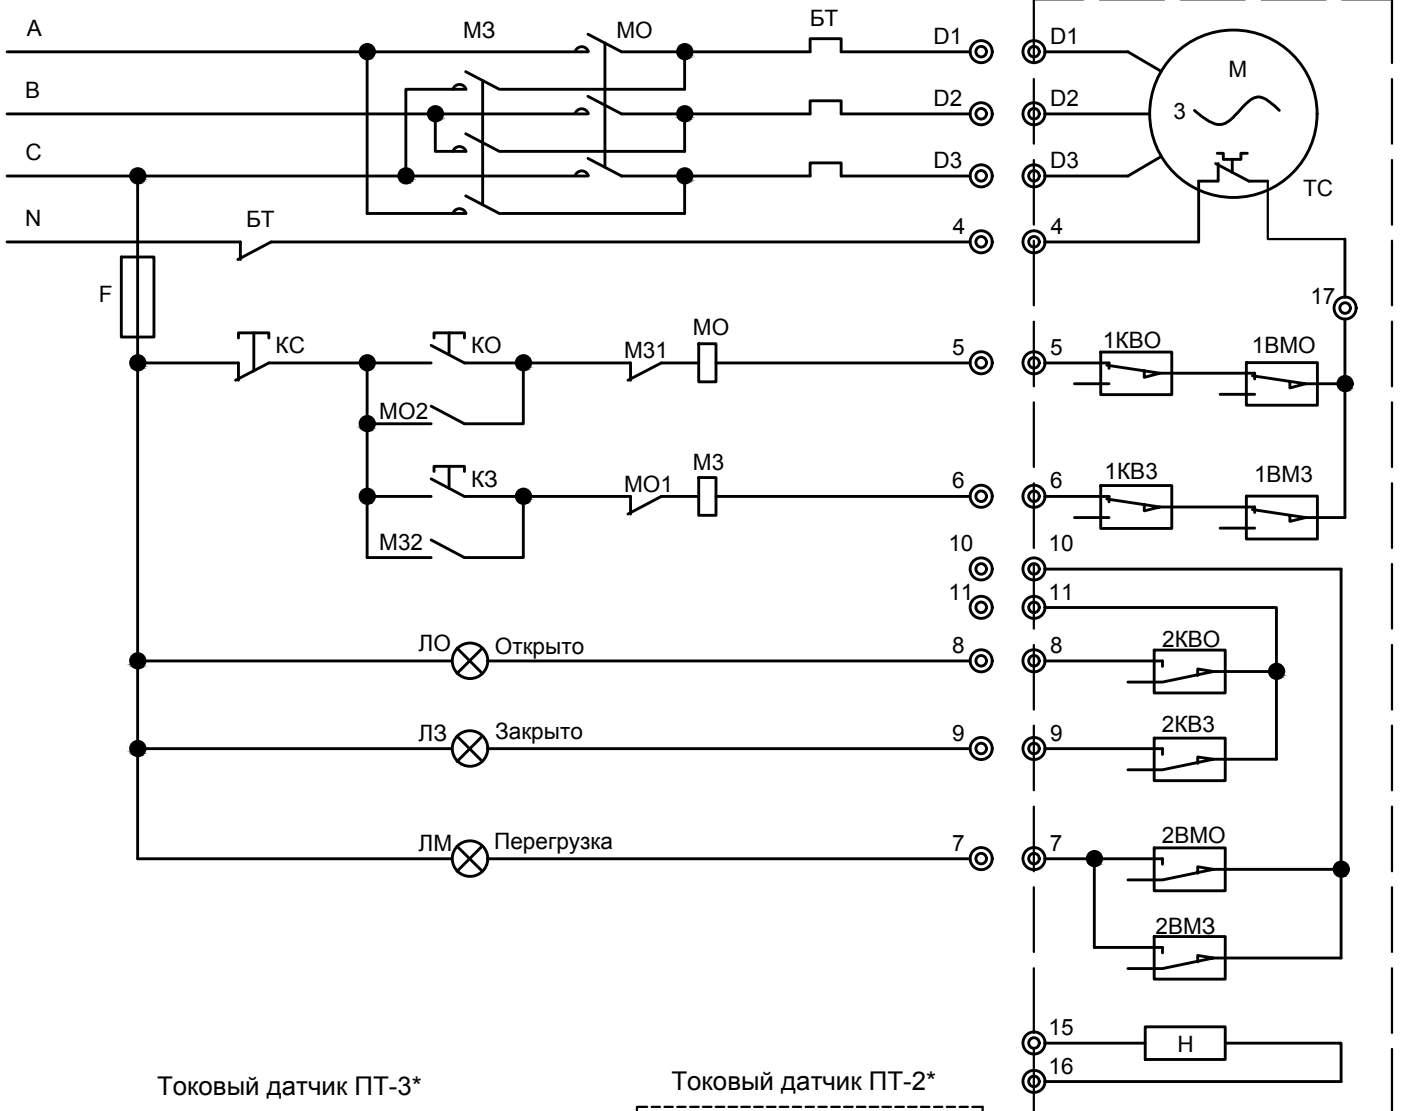 A
МЗ
МО
БТ
D1
D1
M
3
B
D2
D2
C
D3
D3
ТС
N
БТ
4
4
F
17
КС
КО
МЗ1
МО
5
5
1КВО
1ВМО
МО2
КЗ
МО1
МЗ
6
6
1КВЗ
1ВМЗ
МЗ2
10
10
11
11
ЛО
Открыто
8
8
2КВО
ЛЗ
Закрыто
9
9
2КВЗ
ЛМ
Перегрузка
7
7
2ВМО
2ВМЗ
15
Н
16
Токовый датчик ПТ-3*
Токовый датчик ПТ-2*